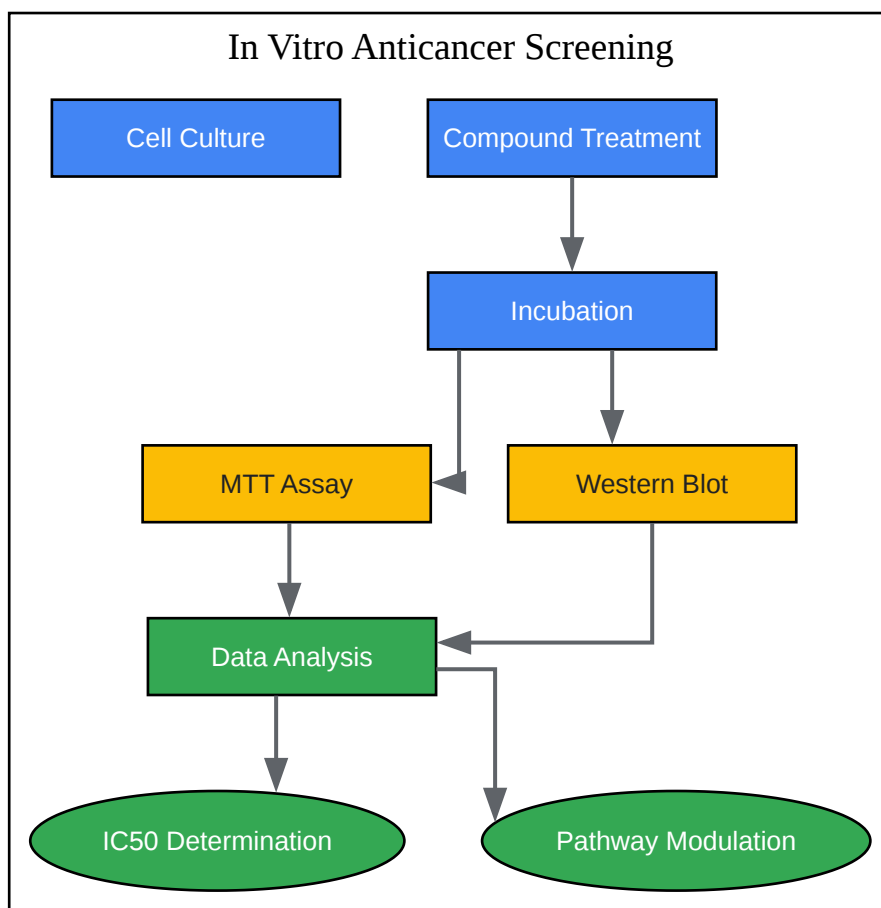 In Vitro Anticancer Screening
Cell Culture
Compound Treatment
Incubation
MTT Assay
Western Blot
Data Analysis
IC50 Determination
Pathway Modulation